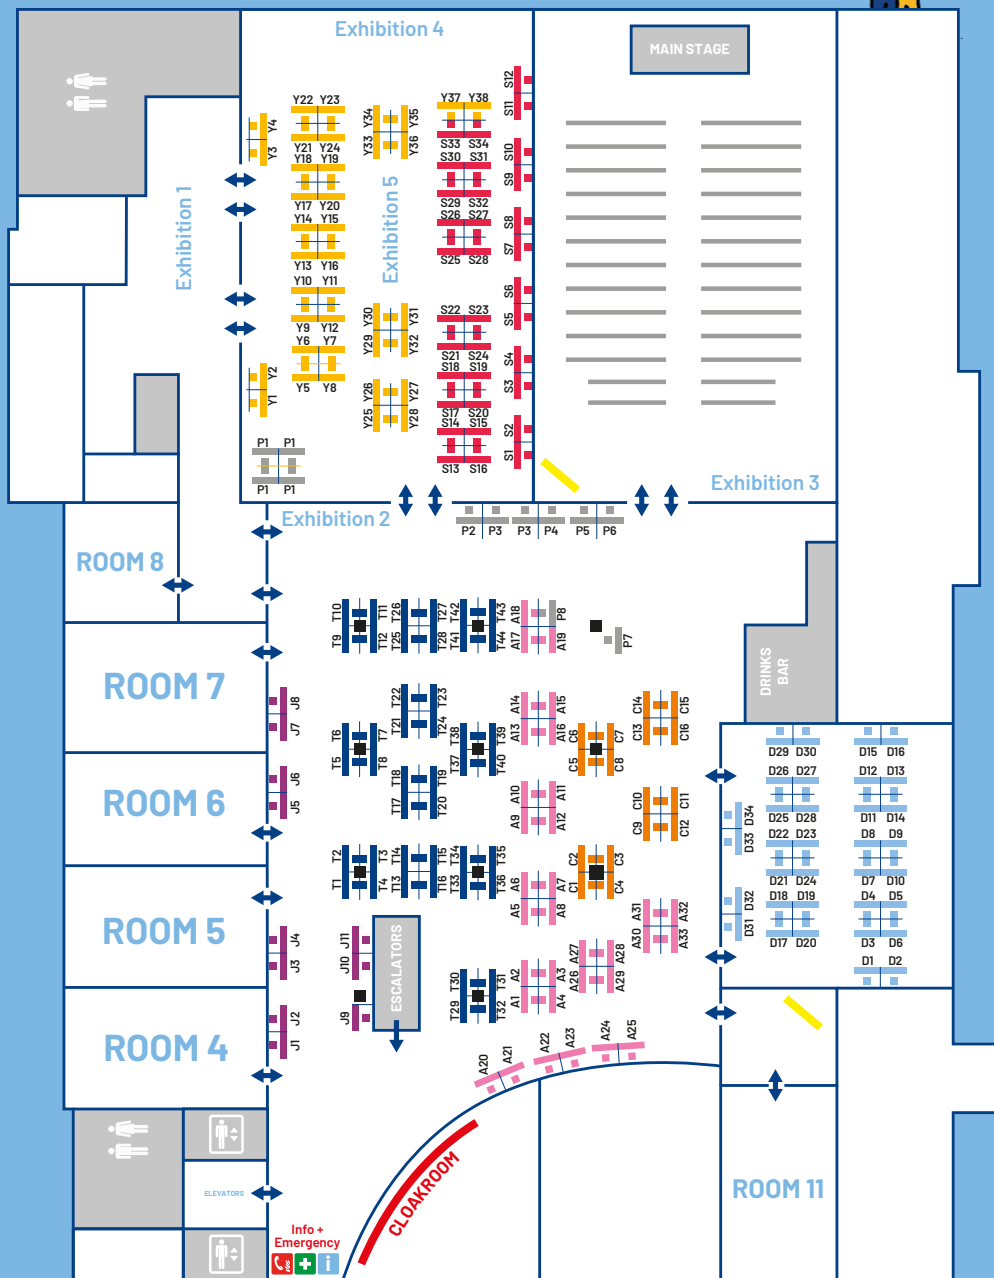 Exhibition 4
MAIN STAGE
Exhibition 1
Exhibition 5
Y4
Y3
Y22 Y23
Y21 Y24
Y18 Y19
Y17 Y20
Y14 Y15
Y13 Y16
Y10 Y11
Y9 Y12
Y6 Y7
Y5 Y8
Y2
Y1
Y34 Y35
Y33 Y36
Y30 Y31
Y29 Y32
Y26 Y27
Y25 Y28
Y37 Y38
S33 S34
S30 S31
S29 S32
S26 S27
S25 S28
S22 S23
S21 S24
S18 S19
S17 S20
S14 S15
S13 S16
S12
S11
S10
S9
S8
S7
S6
S5
S4
S3
S2
S1
P1 P1
P1 P1
Exhibition 3
Exhibition 2
P2 P3 P3 P4 P5 P6
ROOM 8
ROOM 7
ROOM 6
ROOM 5
ROOM 4
J8
J7
J6
J5
J4
J3
J2
J1
J11
J10
J9
T10 T11
T9 T12
T26 T27
T25 T28
T42 T43
T41 T44
A18 P8
A17 A19
P7
T22 T23
T21 T24
T6 T7
T5 T8
T38 T39
T37 T40
T18 T19
T17 T20
A14 A15
A13 A16
C6 C7
C5 C8
C14 C15
C13 C16
A10 A11
A9 A12
C10 C11
C9 C12
T2 T3
T1 T4
T14 T15
T13 T16
T34 T35
T33 T36
A6 A7
A5 A8
C2 C3
C1 C4
A31 A32
A30 A33
A27 A28
A26 A29
T30 T31
T29 T32
A2 A3
A1 A4
A20 A21
A22 A23
A24 A25
ESCALATORS
DRINKS
BAR
D29 D30
D15 D16
D26 D27
D25 D28
D12 D13
D11 D14
D34
D33
D22 D23
D21 D24
D8 D9
D7 D10
D32
D31
D18 D19
D17 D20
D4 D5
D3 D6
D1 D2
ROOM 11
CLOAKROOM
ELEVATORS
Info +
Emergency
i